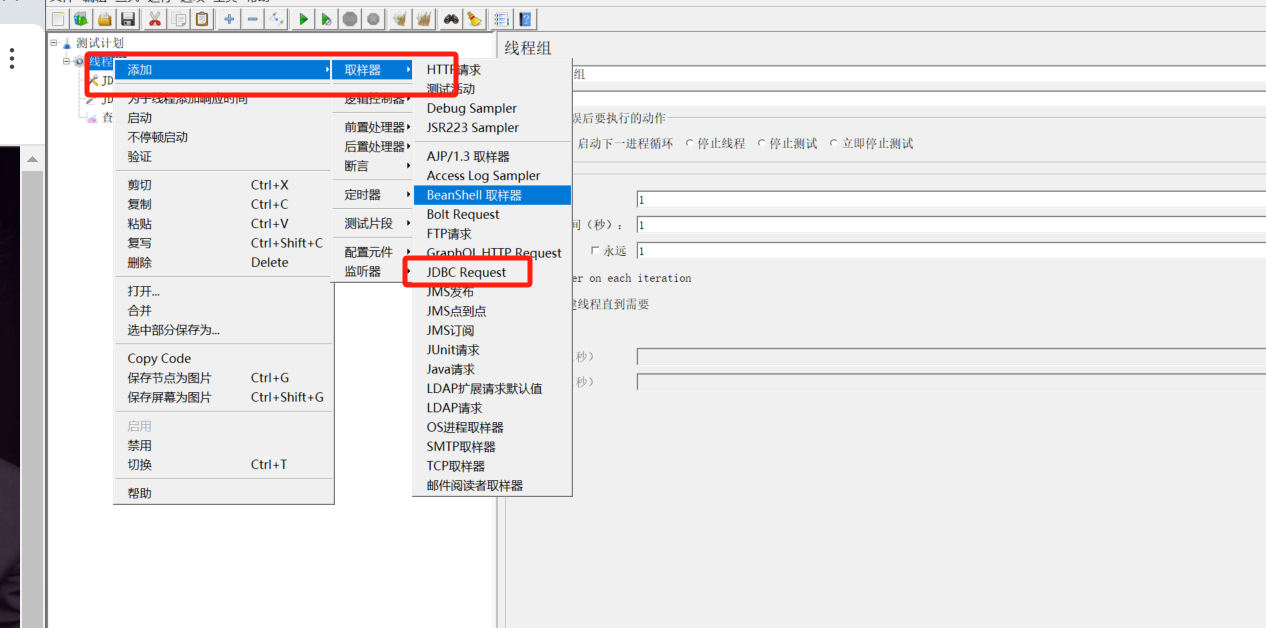 测试计划
线程
JD
JD
查
添加
为子线程添加响应时间
启动
不停顿启动
验证
剪切 Ctrl+X
复制 Ctrl+C
粘贴 Ctrl+V
复写 Ctrl+Shift+C
删除 Delete
打开...
合并
选中部分保存为...
Copy Code
保存节点为图片 Ctrl+G
保存屏幕为图片 Ctrl+Shift+G
启用
禁用
切换 Ctrl+T
帮助
取样器
逻辑控制器
前置处理器
后置处理器
断言
定时器
测试片段
配置元件
监听器
HTTP请求
测试活动
Debug Sampler
JSR223 Sampler
AJP/1.3 取样器
Access Log Sampler
BeanShell 取样器
Bolt Request
FTP请求
GraphQL HTTP Request
JDBC Request
JMS发布
JMS点到点
JMS订阅
JUnit请求
Java请求
LDAP扩展请求默认值
LDAP请求
OS进程取样器
SMTP取样器
TCP取样器
邮件阅读者取样器
线程组
组
误后要执行的动作
启动下一进程循环 停止线程 停止测试 立即停止测试
1
间（秒）： 1
永远 1
er on each iteration
建线程直到需要
秒）
秒）